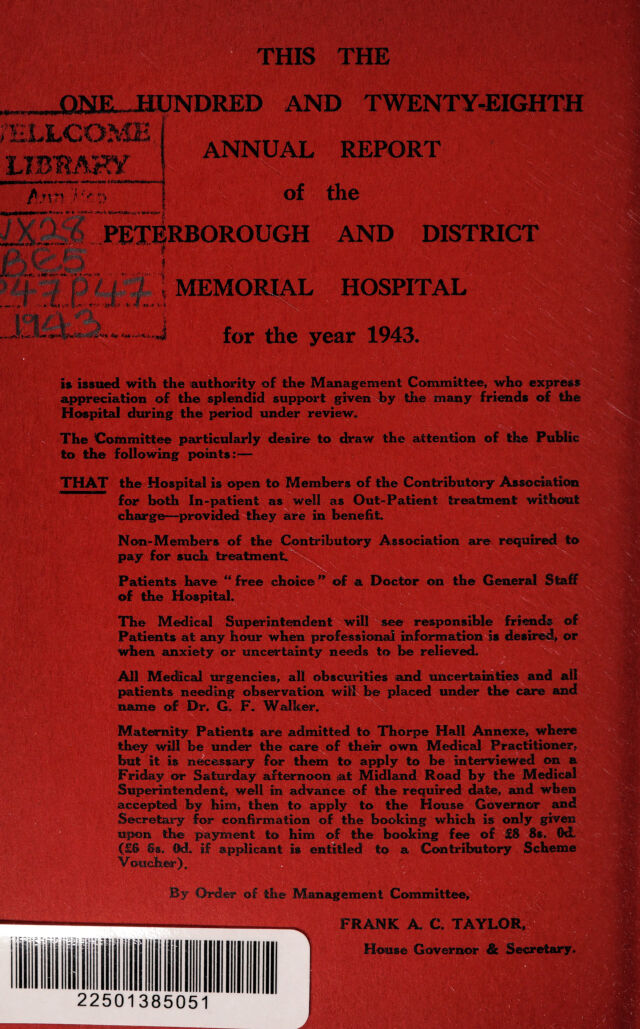 THIS THE
ONE HUNDRED AND TWENTY-EIGHTH
WELLCOME
LIBRARY
Ann Rep
WX28
BE5
P47P47
1943
ANNUAL REPORT
of the
PETERBOROUGH AND DISTRICT
MEMORIAL HOSPITAL
for the year 1943.
is issued with the authority of the Management Committee, who express
appreciation of the splendid support given by the many friends of the
Hospital during the period under review.
The Committee particularly desire to draw the attention of the Public
to the following points:—
THAT the Hospital is open to Members of the Contributory Association
for both In-patient as well as Out-Patient treatment without
charge—provided they are in benefit.
Non-Members of the Contributory Association are required to
pay for such treatment.
Patients have "free choice" of a Doctor on the General Staff
of the Hospital.
The Medical Superintendent will see responsible friends of
Patients at any hour when professional information is desired, or
when anxiety or uncertainty needs to be relieved.
All Medical urgencies, all obscurities and uncertainties and all
patients needing observation will be placed under the care and
name of Dr. G. F. Walker.
Maternity Patients are admitted to Thorpe Hall Annexe, where
they will be under the care of their own Medical Practitioner,
but it is necessary for them to apply to be interviewed on a
Friday or Saturday afternoon at Midland Road by the Medical
Superintendent, well in advance of the required date, and when
accepted by him, then to apply to the House Governor and
Secretary for confirmation of the booking which is only given
upon the payment to him of the booking fee of £8 8s. 0d.
(£6 6s. 0d. if applicant is entitled to a Contributory Scheme
Voucher).
By Order of the Management Committee,
FRANK A. C. TAYLOR,
House Governor & Secretary.
22501385051